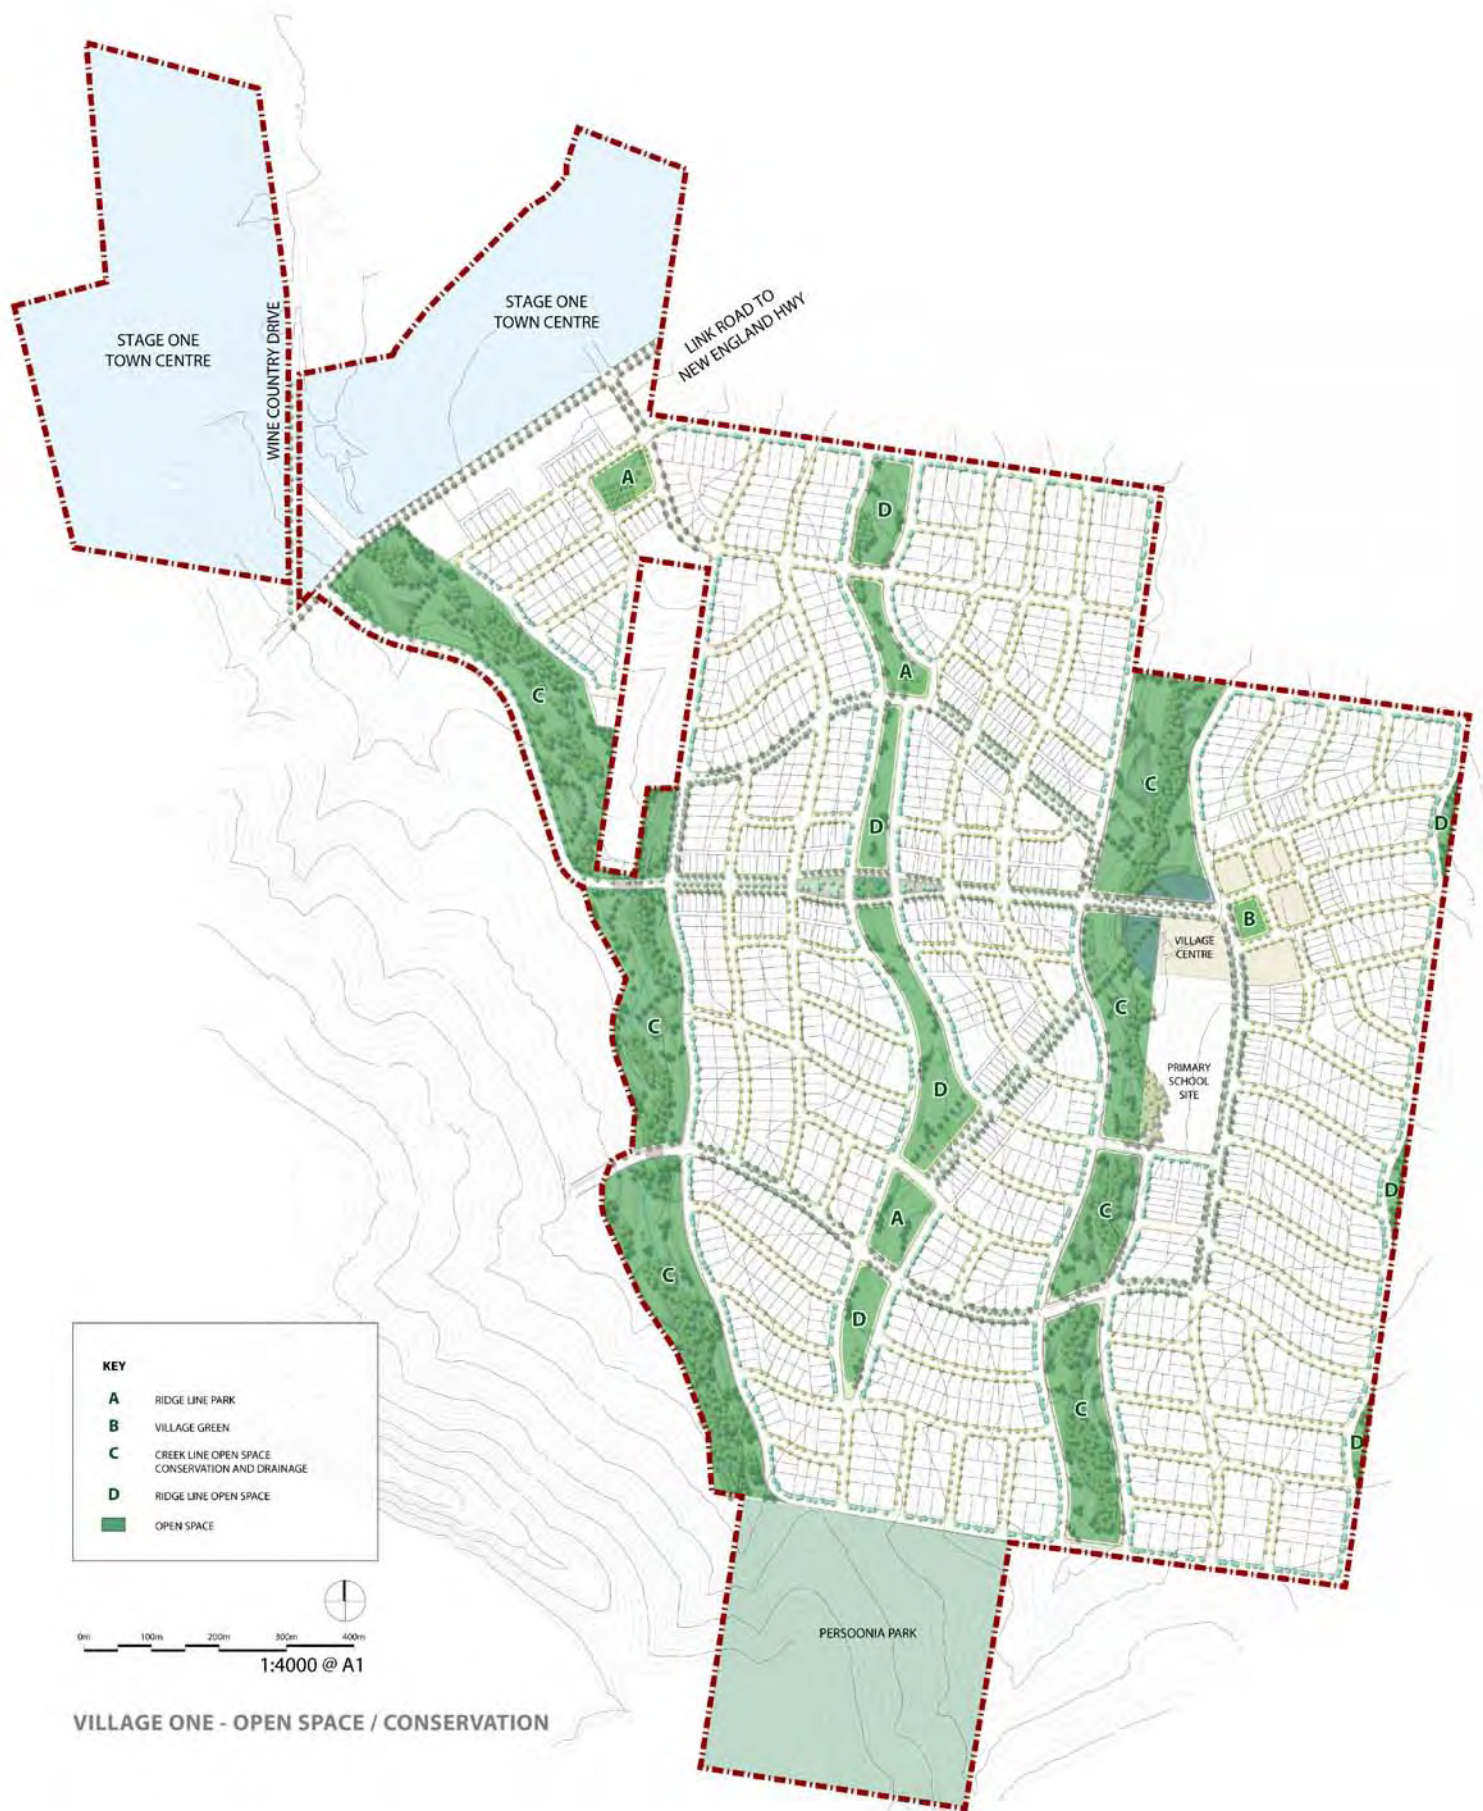 STAGE ONE
TOWN CENTRE
WINE COUNTRY DRIVE
STAGE ONE
TOWN CENTRE
LINK ROAD TO
NEW ENGLAND HWY
A
D
A
C
C
D
D
B
VILLAGE
CENTRE
C
C
D
PRIMARY
SCHOOL
SITE
D
A
C
C
D
C
D
KEY
A RIDGE LINE PARK
B VILLAGE GREEN
C CREEK LINE OPEN SPACE
CONSERVATION AND DRAINAGE
D RIDGE LINE OPEN SPACE
OPEN SPACE
0m 100m 200m 300m 400m
1:4000 @ A1
PERSOONIA PARK
VILLAGE ONE - OPEN SPACE / CONSERVATION